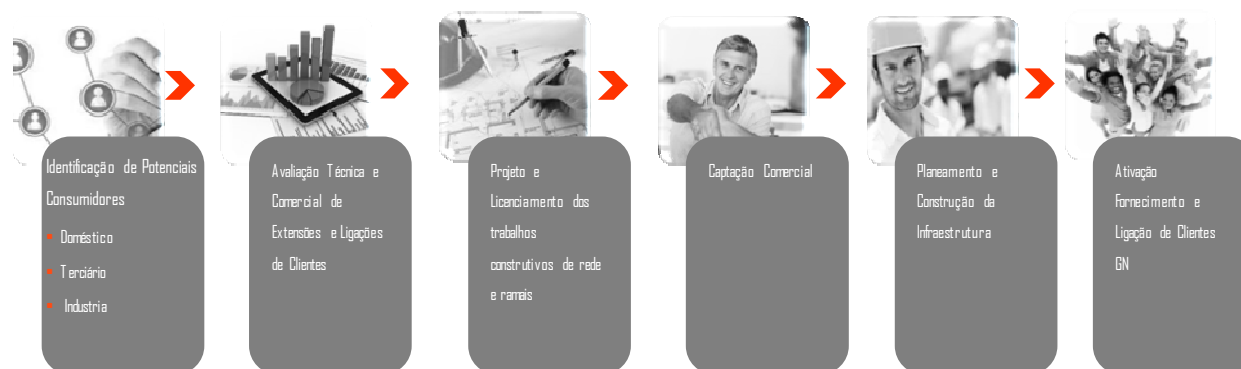 Identificação de Potenciais
Consumidores
• Doméstico
• Terciário
• Industria
Avaliação Técnica e
Comercial de
Extensões e Ligações
de Clientes
Projeto e
Licenciamento dos
trabalhos
construtivos de rede
e ramais
Captação Comercial
Planeamento e
Construção da
Infraestrutura
Ativação
Fornecimento e
Ligação de Clientes
GN